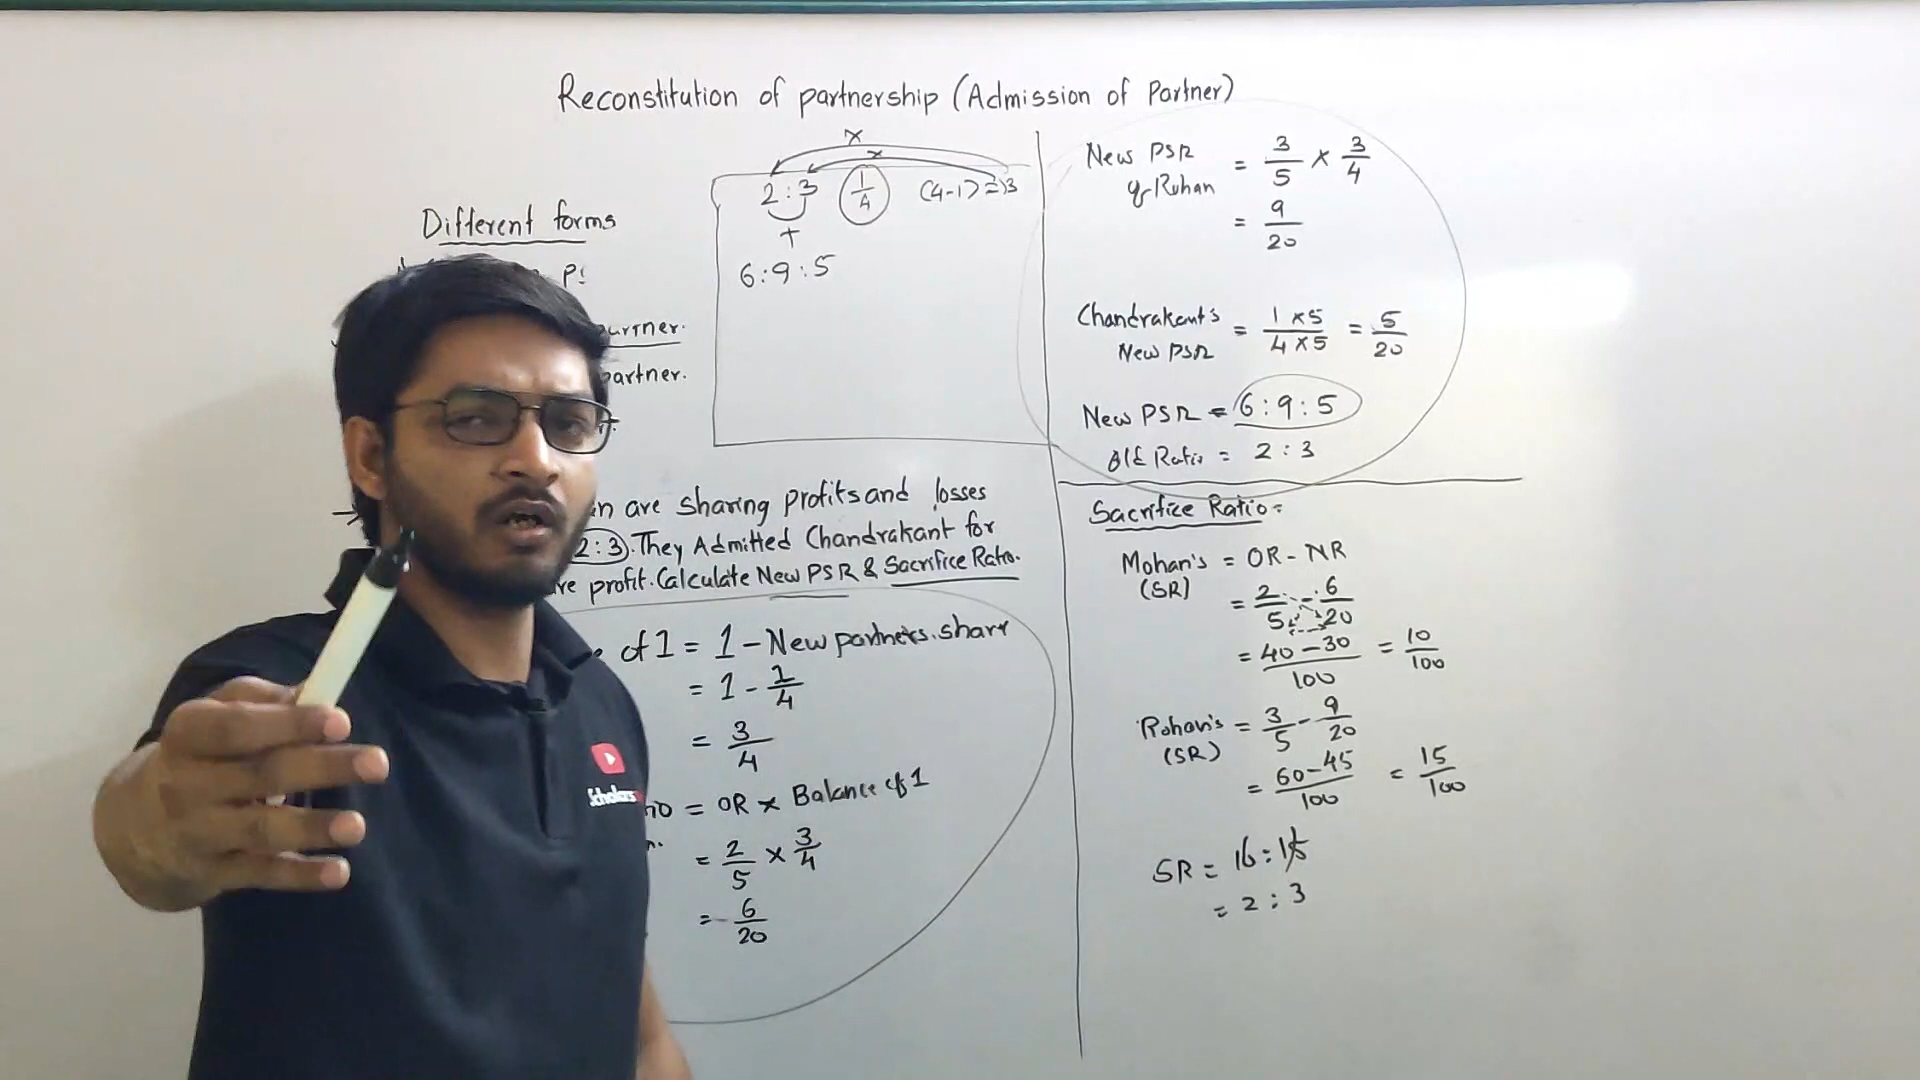 Reconstitution of partnership (Admission of Partner)
Different forms
P!
partner.
partner.
2:3 1/4 (4-1)=>3
x
x
+
6:9:5
are sharing profits and losses
2:3). They Admitted Chandrakant for
profit. Calculate New PSR & Sacrifice Ratio.
of 1 = 1 - New partners. share
= 1 - 1/4
= 3/4
= OR x Balance of 1
= 2/5 x 3/4
= 6/20
New PSR of Rohan = 3/5 x 3/4
= 9/20
Chandrakant's New PSR = 1x5/4x5 = 5/20
New PSR = 6:9:5
Old Ratio = 2:3
Sacrifice Ratio=
Mohan's (SR) = OR - NR
= 2/5 - 6/20
= 40-30/100 = 10/100
Rohan's (SR) = 3/5 - 9/20
= 60-45/100 = 15/100
SR = 10:15
= 2:3
Scholars